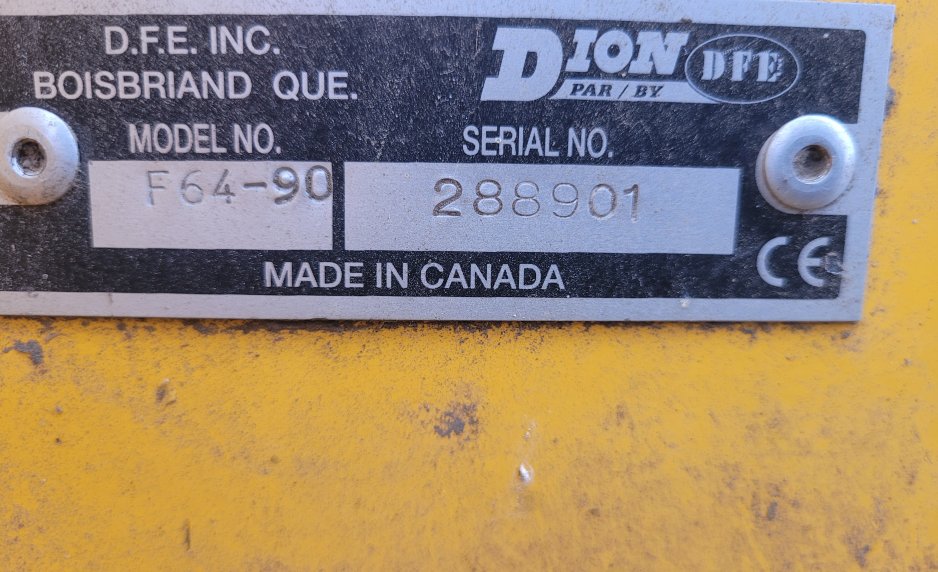 D.F.E. INC.
BOISBRIAND QUE.
DION DFE
PAR / BY
MODEL NO.
SERIAL NO.
F64-90
288901
MADE IN CANADA
CE